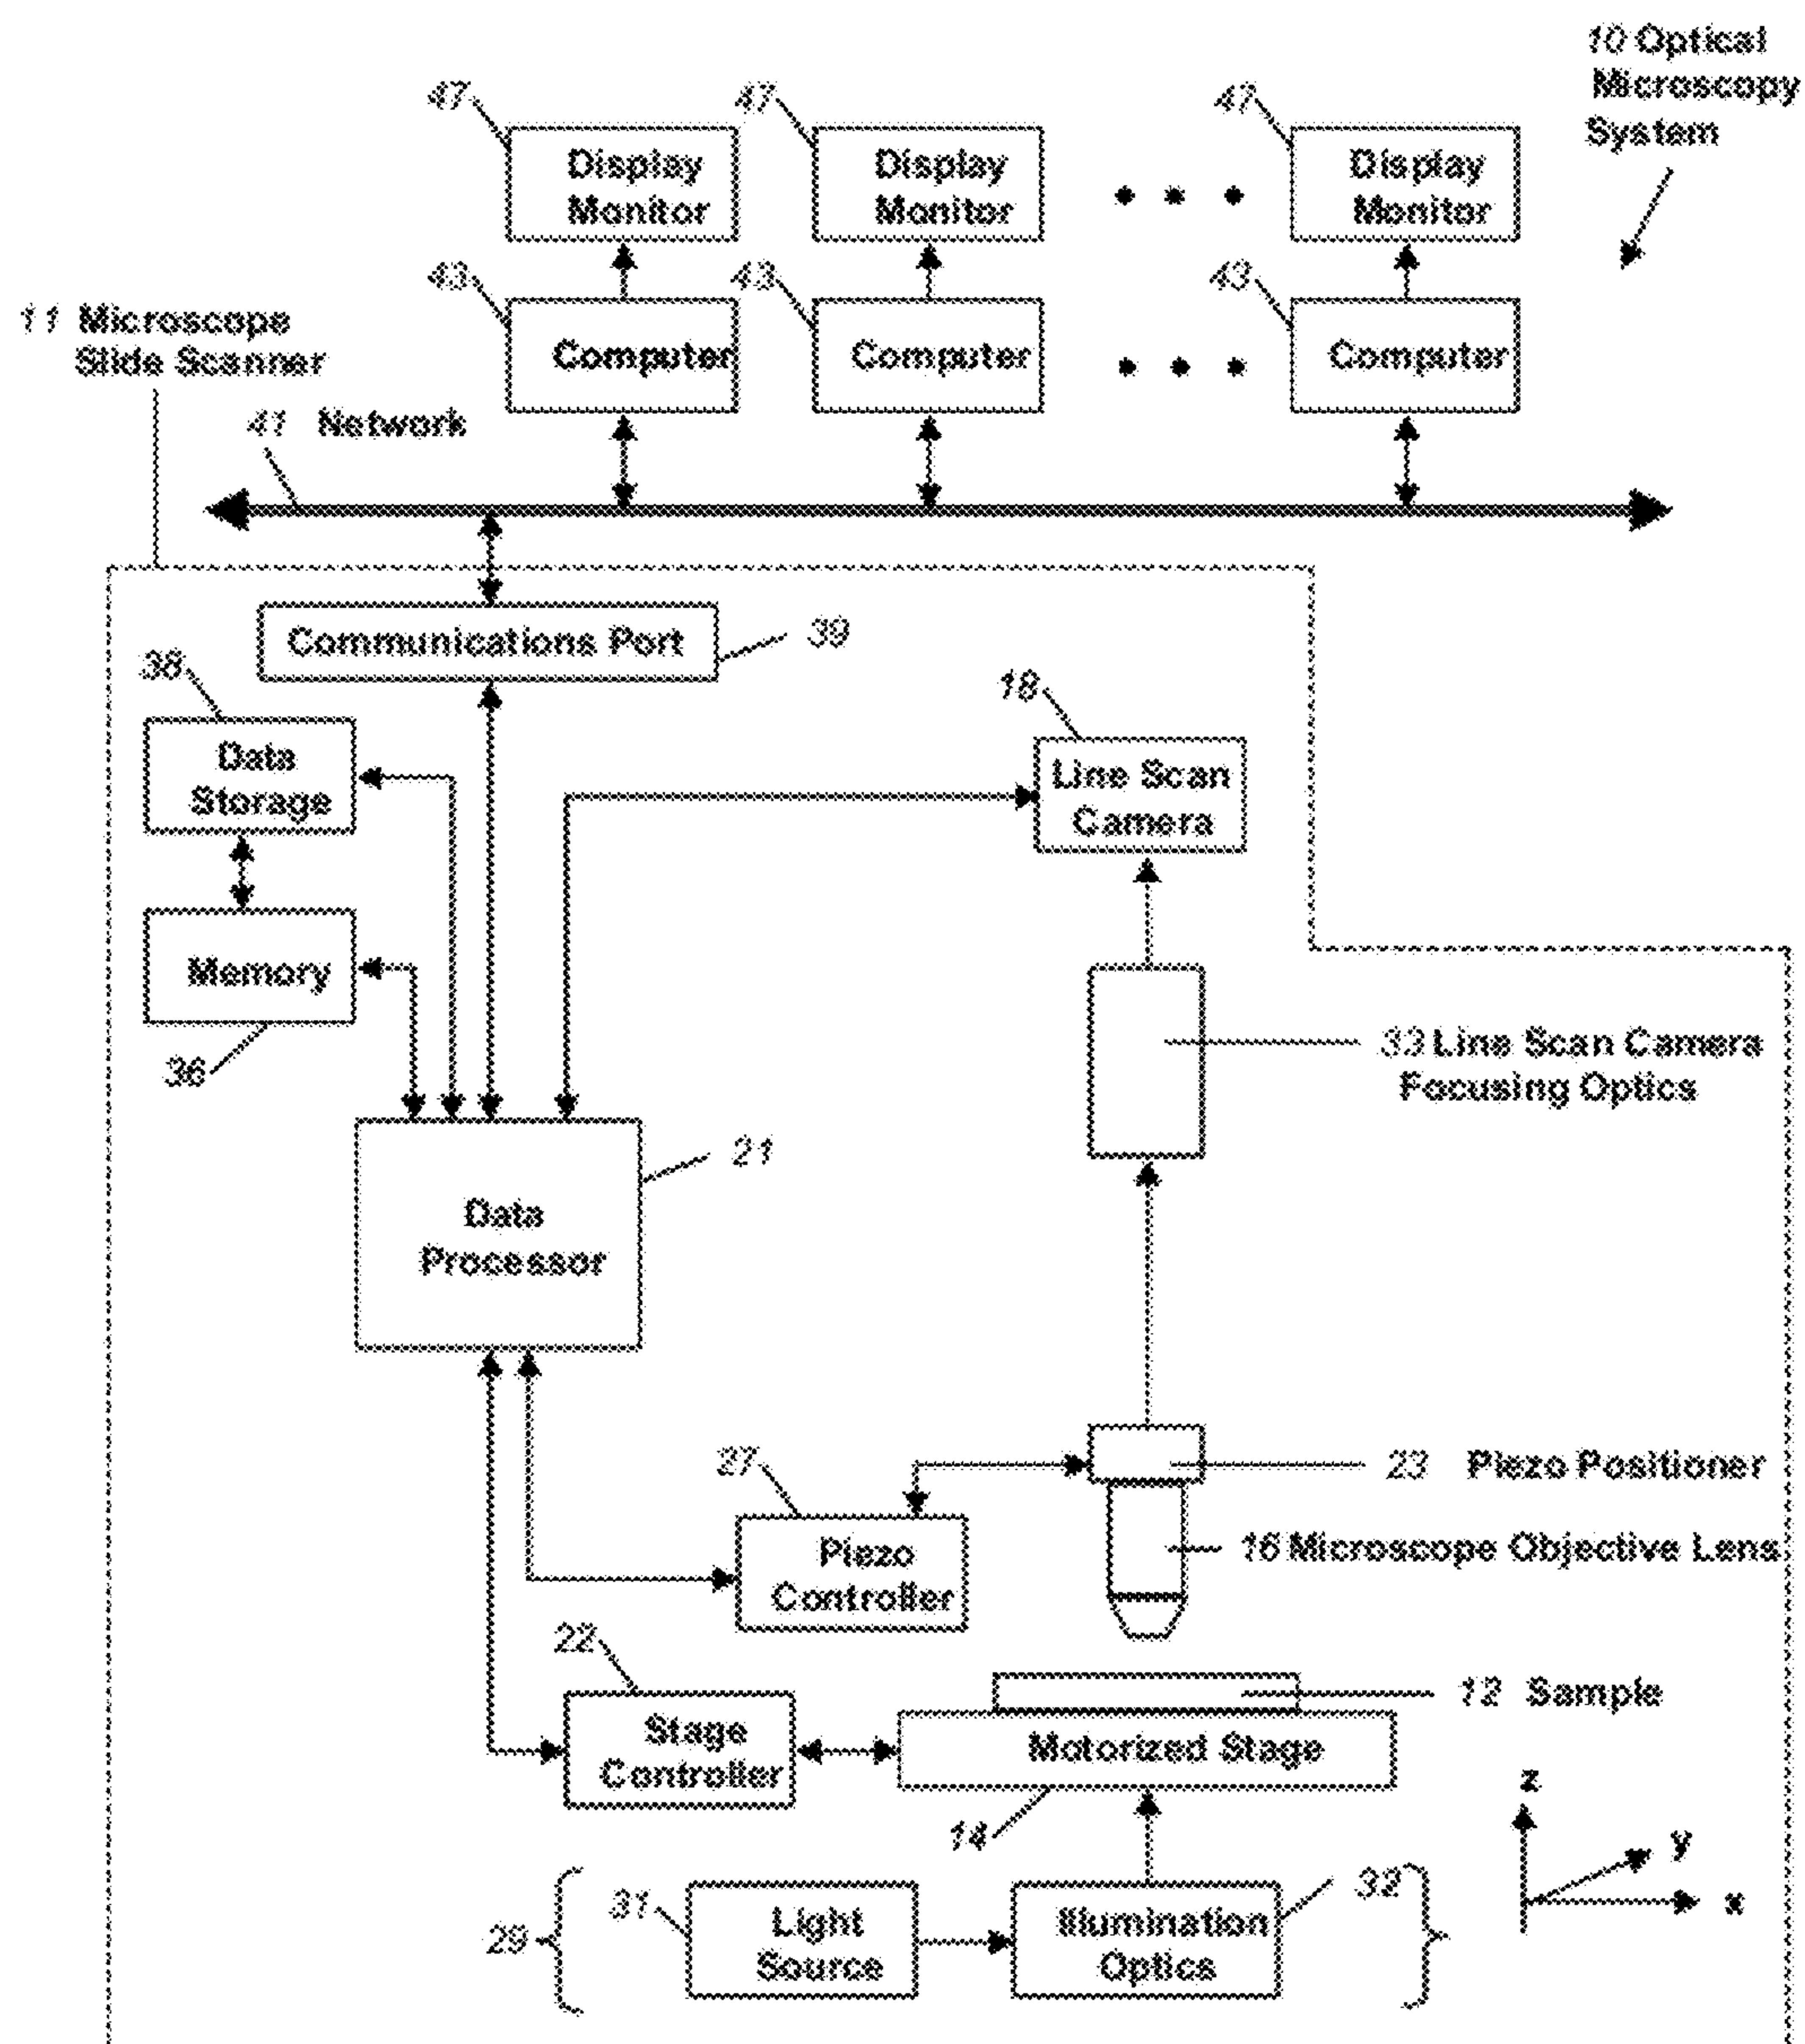 10 Optical
Microscopy
System
47
47
47
Display
Monitor
Display
Monitor
Display
Monitor
43
43
43
11 Microscope
Slide Scanner
Computer
Computer
Computer
41 Network
Communications Port
39
38
Data
Storage
18
Line Scan
Camera
Memory
36
33 Line Scan Camera
Focusing Optics
21
Data
Processor
27
23 Piezo Positioner
Piezo
Controller
16 Microscope Objective Lens
22
12 Sample
Stage
Controller
Motorized Stage
14
z
y
x
29
31
Light
Source
Illumination
Optics
32